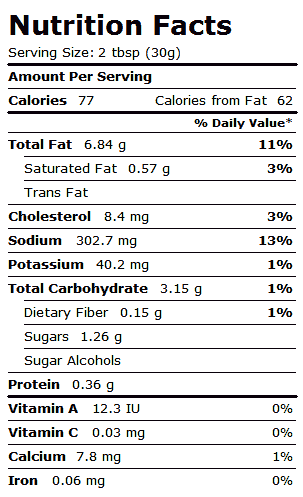 Nutrition Facts
Serving Size: 2 tbsp (30g)
Amount Per Serving
Calories 77 Calories from Fat 62
% Daily Value*
Total Fat 6.84 g 11%
Saturated Fat 0.57 g 3%
Trans Fat
Cholesterol 8.4 mg 3%
Sodium 302.7 mg 13%
Potassium 40.2 mg 1%
Total Carbohydrate 3.15 g 1%
Dietary Fiber 0.15 g 1%
Sugars 1.26 g
Sugar Alcohols
Protein 0.36 g
Vitamin A 12.3 IU 0%
Vitamin C 0.03 mg 0%
Calcium 7.8 mg 1%
Iron 0.06 mg 0%